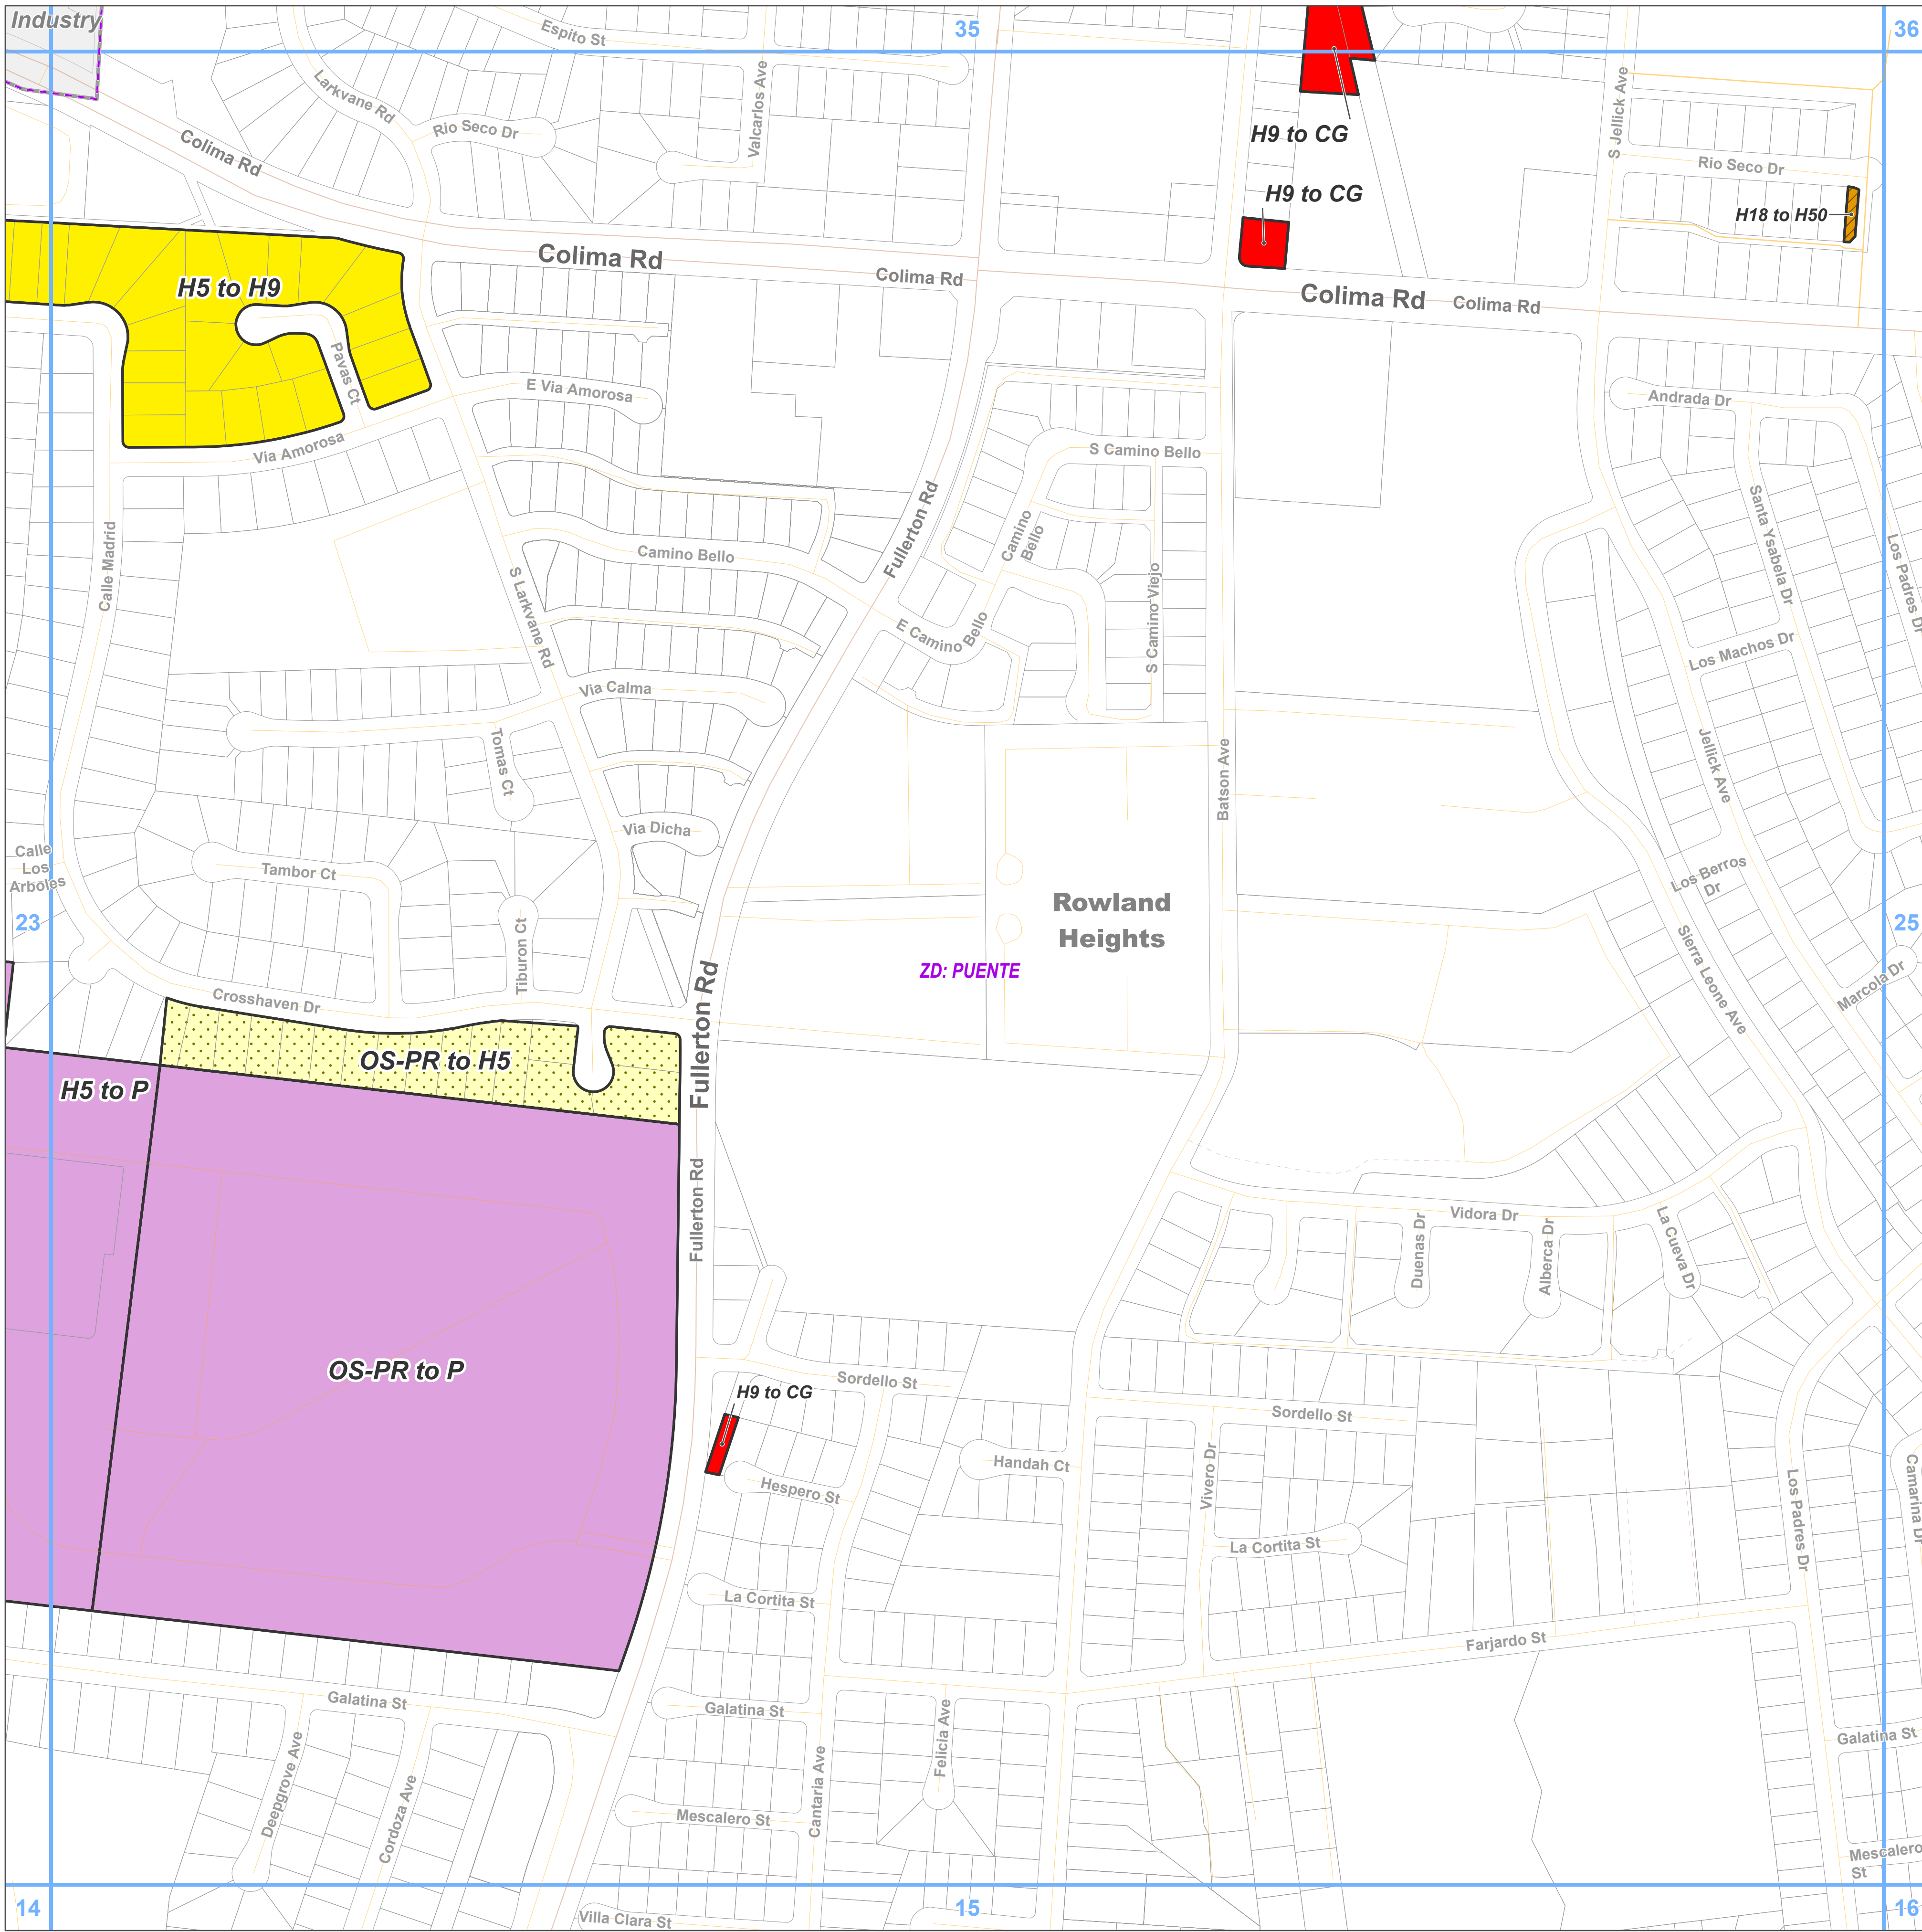 Industry
35
36
Espito St
Larkvane Rd
Rio Seco Dr
Valcarlos Ave
Colima Rd
H9 to CG
S Jellick Ave
Rio Seco Dr
H9 to CG
H18 to H50
H5 to H9
Colima Rd
Colima Rd
Colima Rd
Colima Rd
Pavas Ct
E Via Amorosa
Andrada Dr
Via Amorosa
S Camino Bello
Calle Madrid
Fullerton Rd
Camino
Bello
Camino Bello
Santa Ysabela Dr
Los Padres Dr
S Larkvane Rd
S Camino Viejo
E Camino
Bello
Los Machos Dr
Via Calma
Tomas Ct
Batson Ave
Jellick Ave
Via Dicha
Calle
Los
Arboles
Tambor Ct
Los Berros
Dr
Rowland
Heights
23
25
Tiburon Ct
Sierra Leone Ave
ZD: PUENTE
Marcola Dr
Crosshaven Dr
Fullerton Rd
OS-PR to H5
H5 to P
Fullerton Rd
Vidora Dr
Duenas Dr
Alberca Dr
La Cueva Dr
OS-PR to P
Sordello St
H9 to CG
Sordello St
Handah Ct
Vivero Dr
Hespero St
Los Padres Dr
Camarina Dr
La Cortita St
La Cortita St
Farjardo St
Galatina St
Galatina St
Felicia Ave
Galatina St
Deepgrove Ave
Cordoza Ave
Cantaria Ave
Mescalero St
Mescalero
St
14
15
16
Villa Clara St